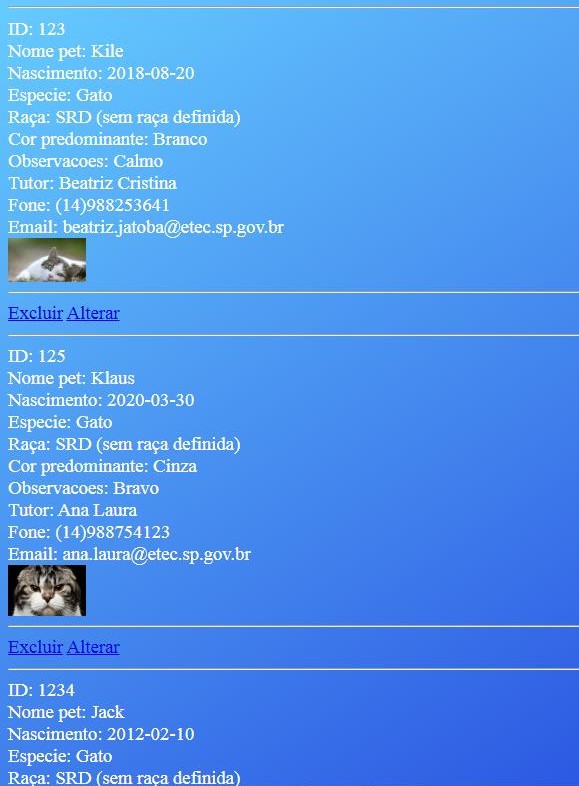 ID: 123
Nome pet: Kile
Nascimento: 2018-08-20
Especie: Gato
Raça: SRD (sem raça definida)
Cor predominante: Branco
Observacoes: Calmo
Tutor: Beatriz Cristina
Fone: (14)988253641
Email: beatriz.jatoba@etec.sp.gov.br
Excluir Alterar
ID: 125
Nome pet: Klaus
Nascimento: 2020-03-30
Especie: Gato
Raça: SRD (sem raça definida)
Cor predominante: Cinza
Observacoes: Bravo
Tutor: Ana Laura
Fone: (14)988754123
Email: ana.laura@etec.sp.gov.br
Excluir Alterar
ID: 1234
Nome pet: Jack
Nascimento: 2012-02-10
Especie: Gato
Raça: SRD (sem raça definida)